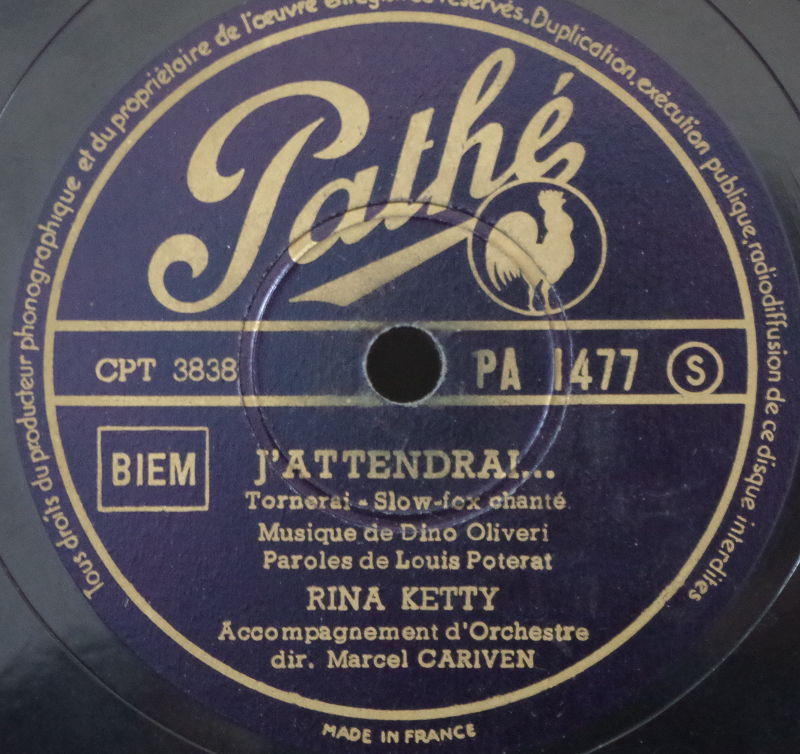 Tous droits du producteur phonographique et du propriétaire de l'œuvre réservés. Duplication, exécution publique, radiodiffusion de ce disque interdites
Pathé
CPT 3838
PA 1477 S
BIEM
J'ATTENDRAI...
Tornerai - Slow-fox chanté
Musique de Dino Oliveri
Paroles de Louis Poterat
RINA KETTY
Accompagnement d'Orchestre
dir. Marcel CARIVEN
MADE IN FRANCE